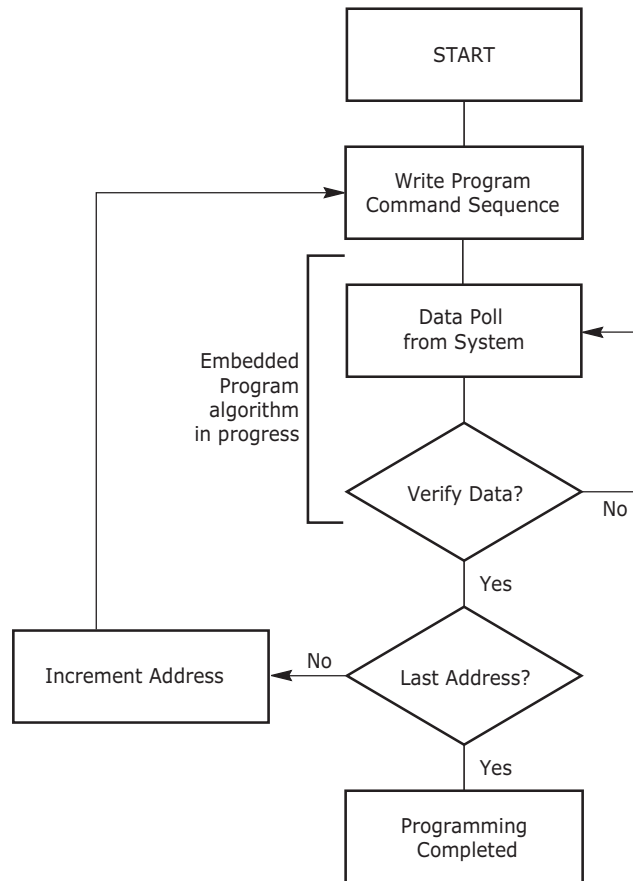 START
Write Program
Command Sequence
Data Poll
from System
Embedded
Program
algorithm
in progress
Verify Data?
No
Yes
Increment Address
No
Last Address?
Yes
Programming
Completed